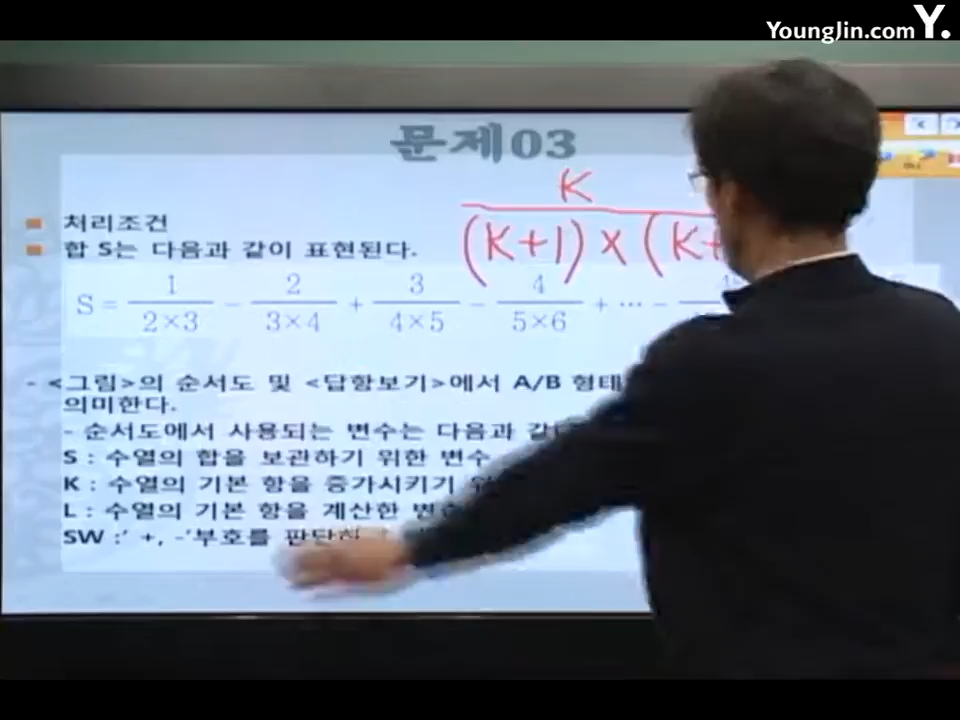 YoungJin.com Y.
문제03
처리조건
합 S는 다음과 같이 표현된다.
K
(K+1) × (K+
S = 1/2×3 − 2/3×4 + 3/4×5 − 4/5×6 + ⋯ −
- <그림>의 순서도 및 <답항보기>에서 A/B 형태
의미한다.
- 순서도에서 사용되는 변수는 다음과
S : 수열의 합을 보관하기 위한 변수
K : 수열의 기본 항을 증가시키기
L : 수열의 기본 항을 계산한
SW :' +, -'부호를